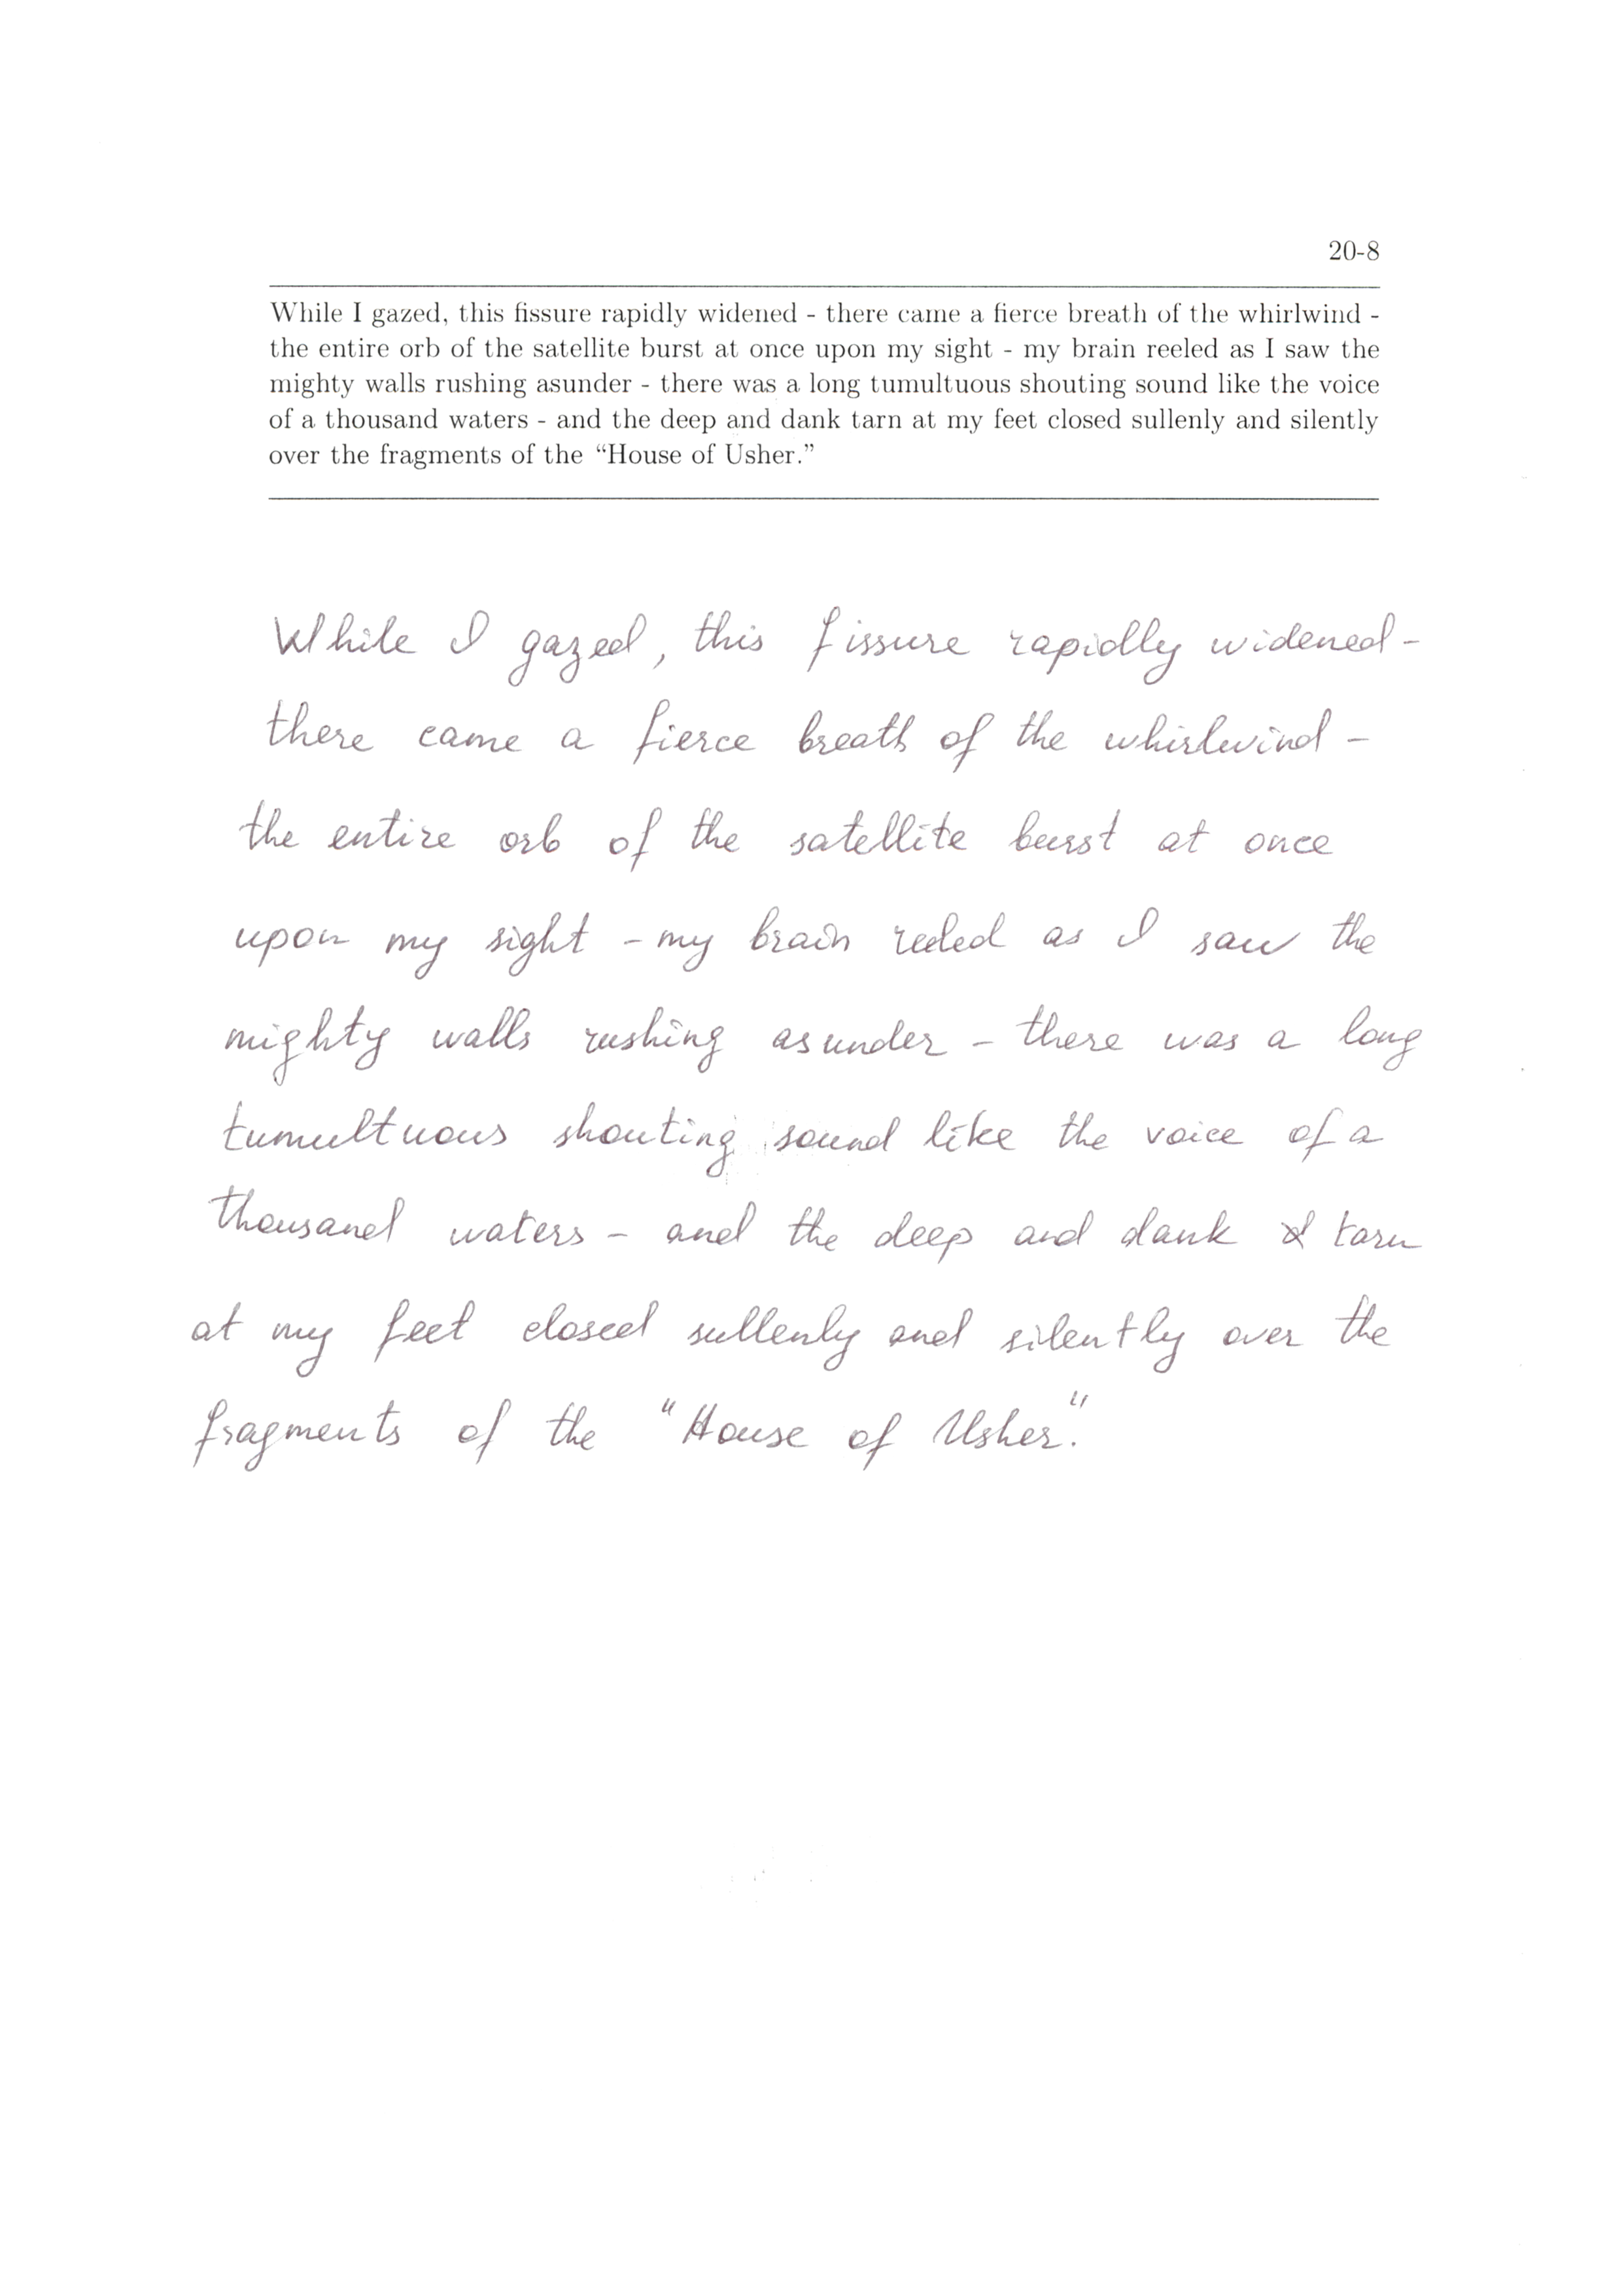 20-8
While I gazed, this fissure rapidly widened - there came a fierce breath of the whirlwind -
the entire orb of the satellite burst at once upon my sight - my brain reeled as I saw the
mighty walls rushing asunder - there was a long tumultuous shouting sound like the voice
of a thousand waters - and the deep and dank tarn at my feet closed sullenly and silently
over the fragments of the “House of Usher.”
While I gazed, this fissure rapidly widened -
there came a fierce breath of the whirlwind -
the entire orb of the satellite burst at once
upon my sight - my brain reeled as I saw the
mighty walls rushing asunder - there was a long
tumultuous shouting sound like the voice of a
thousand waters - and the deep and dank tarn
at my feet closed sullenly and silently over the
fragments of the "House of Usher."